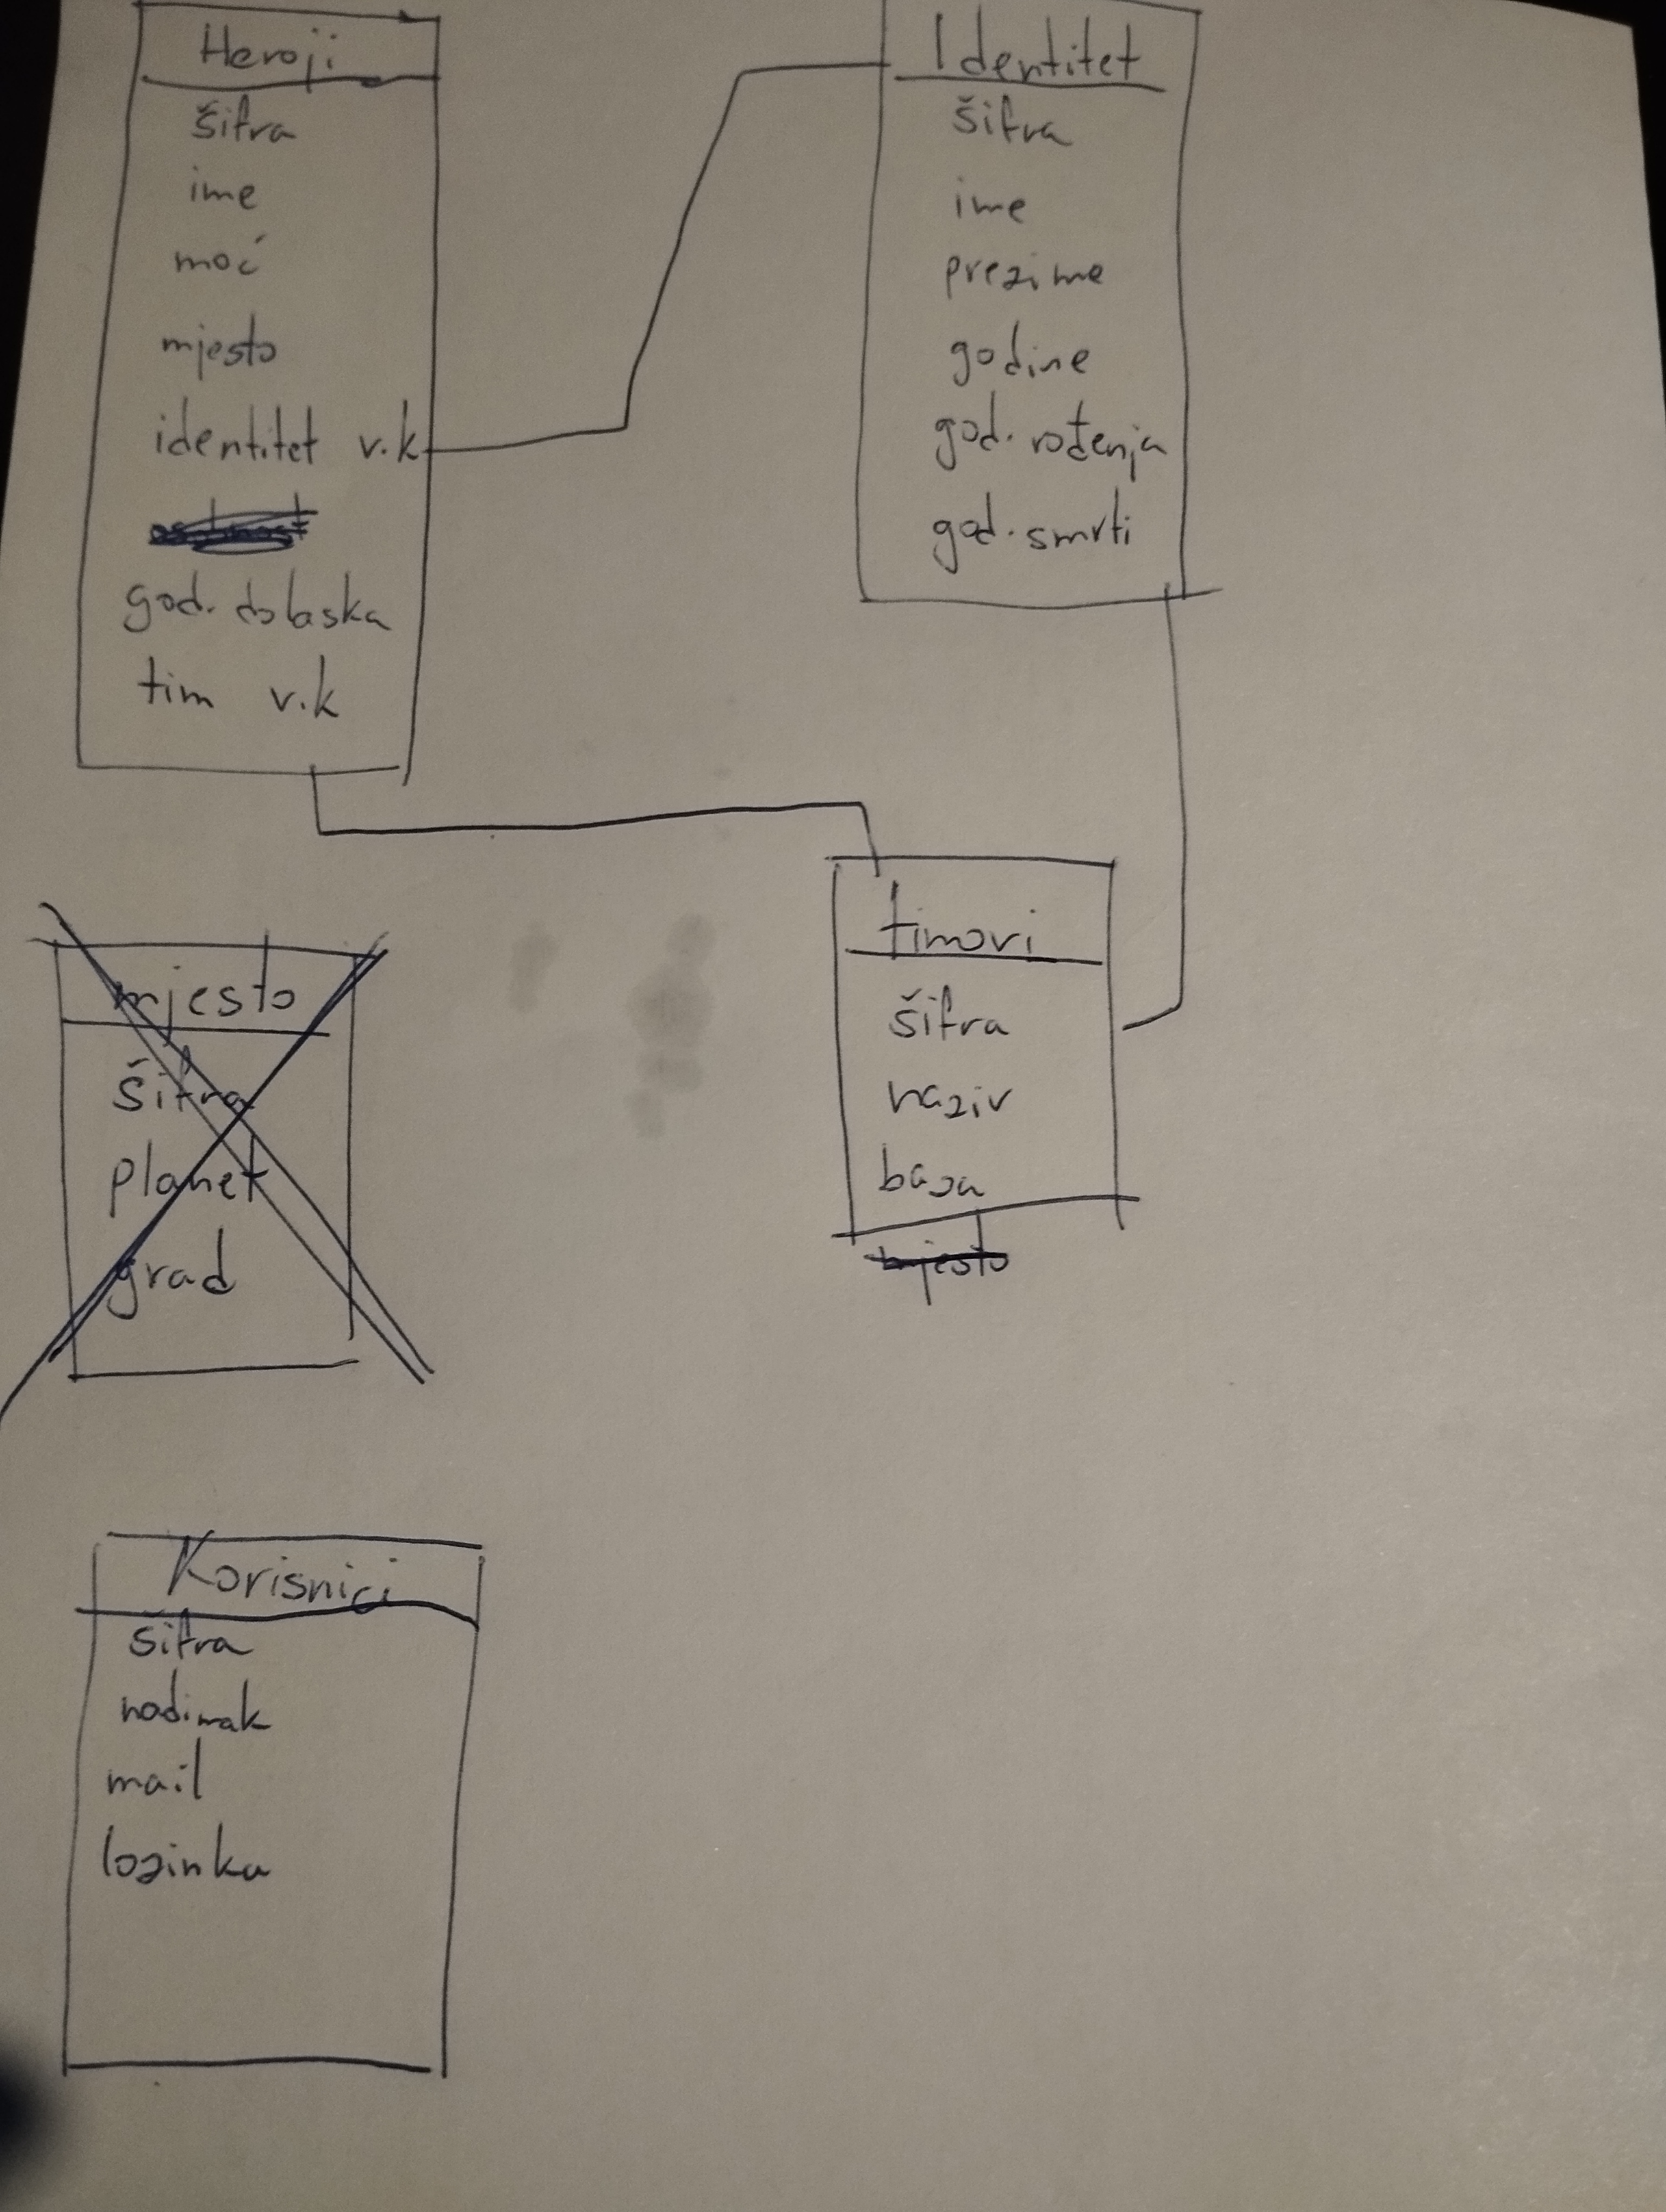 Heroji
šifra
ime
moć
mjesto
identitet v.k
god. dolaska
tim v.k
Identitet
šifra
ime
prezime
godine
god. rođenja
god. smrti
mjesto
šifra
planet
grad
timovi
šifra
naziv
baza
mjesto
Korisnici
šifra
nadimak
mail
lozinka